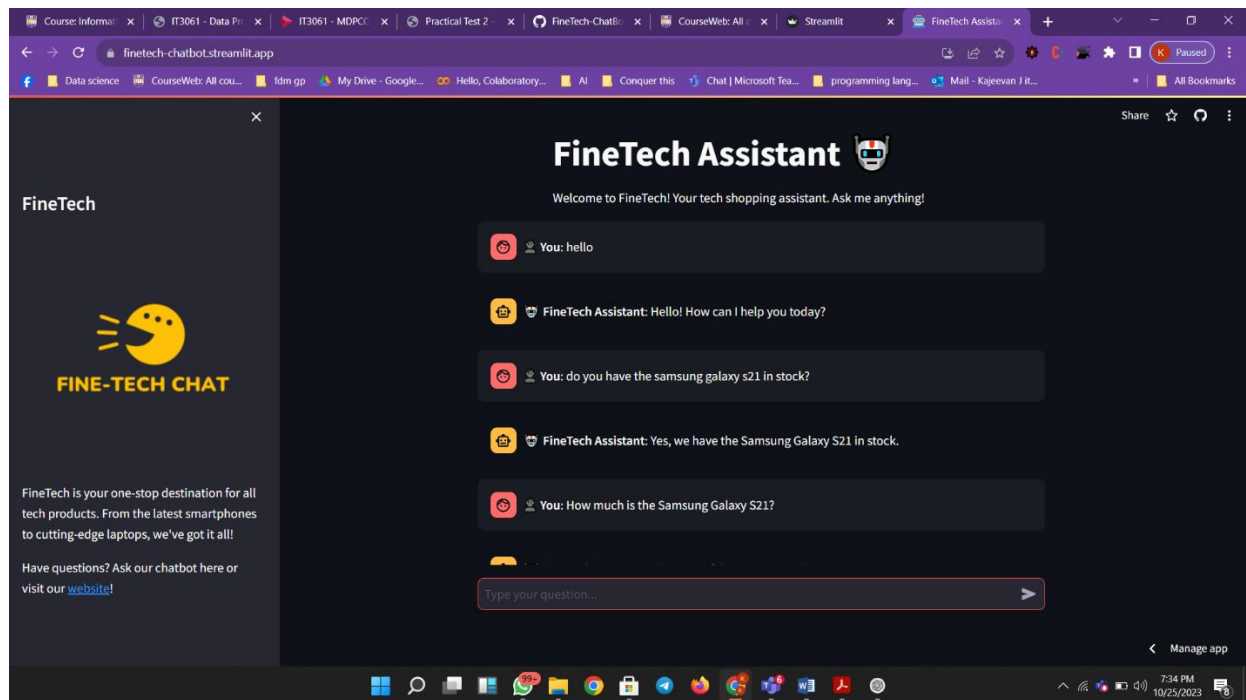 Course: Informat
IT3061 - Data Pro
IT3061 - MDPCC
Practical Test 2 -
FineTech-ChatBo
CourseWeb: All c
Streamlit
FineTech Assistan
finetech-chatbot.streamlit.app
K Paused
Data science
CourseWeb: All cou...
fdm gp
My Drive - Google...
Hello, Colaboratory...
AI
Conquer this
Chat | Microsoft Tea...
programming lang...
Mail - Kajeevan J it...
»
All Bookmarks
Share
FineTech
FINE-TECH CHAT
FineTech is your one-stop destination for all
tech products. From the latest smartphones
to cutting-edge laptops, we've got it all!
Have questions? Ask our chatbot here or
visit our website!
FineTech Assistant
Welcome to FineTech! Your tech shopping assistant. Ask me anything!
You: hello
FineTech Assistant: Hello! How can I help you today?
You: do you have the samsung galaxy s21 in stock?
FineTech Assistant: Yes, we have the Samsung Galaxy S21 in stock.
You: How much is the Samsung Galaxy S21?
Type your question...
Manage app
99+
6
7:34 PM
10/25/2023
8